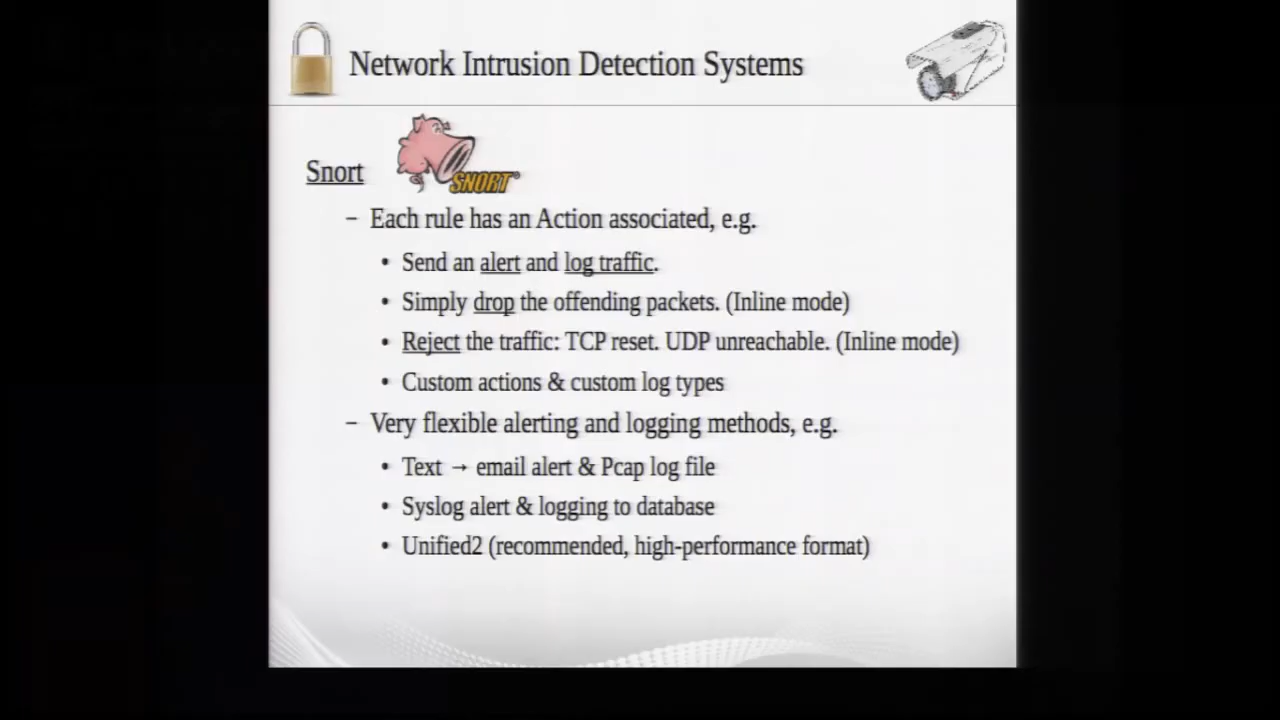 Network Intrusion Detection Systems
Snort
SNORT
– Each rule has an Action associated, e.g.
• Send an alert and log traffic.
• Simply drop the offending packets. (Inline mode)
• Reject the traffic: TCP reset. UDP unreachable. (Inline mode)
• Custom actions & custom log types
– Very flexible alerting and logging methods, e.g.
• Text → email alert & Pcap log file
• Syslog alert & logging to database
• Unified2 (recommended, high-performance format)